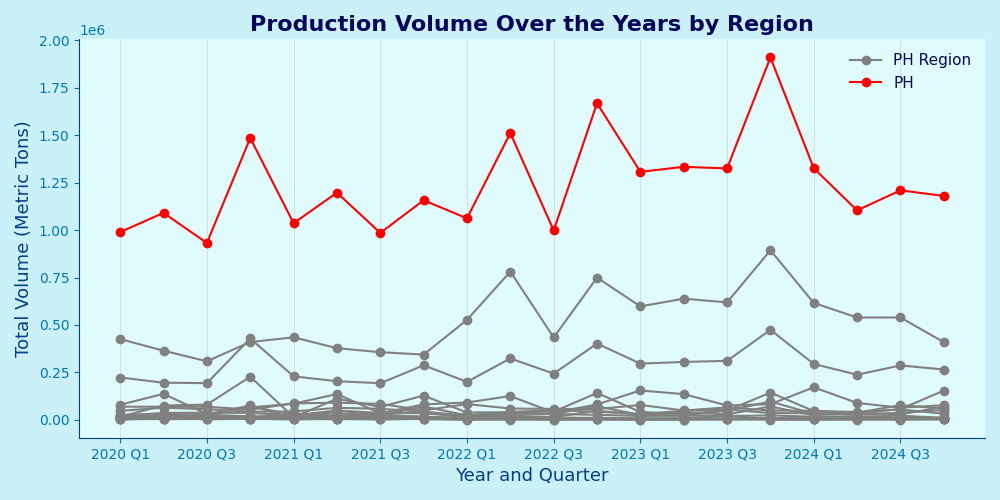 Production Volume Over the Years by Region
1e6
2.00
1.75
1.50
1.25
1.00
0.75
0.50
0.25
0.00
Total Volume (Metric Tons)
PH Region
PH
2020 Q1 2020 Q3 2021 Q1 2021 Q3 2022 Q1 2022 Q3 2023 Q1 2023 Q3 2024 Q1 2024 Q3
Year and Quarter